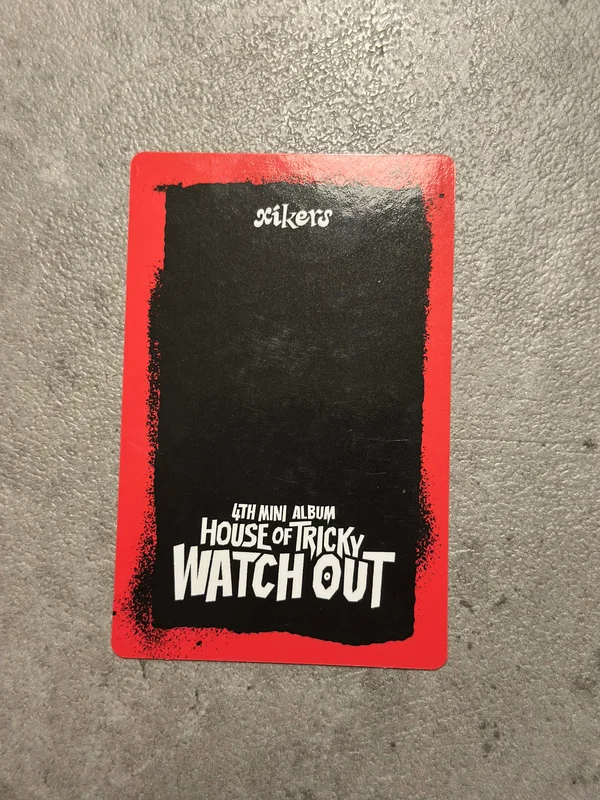 xikers
4TH MINI ALBUM
HOUSE OF TRICKY
WATCH OUT